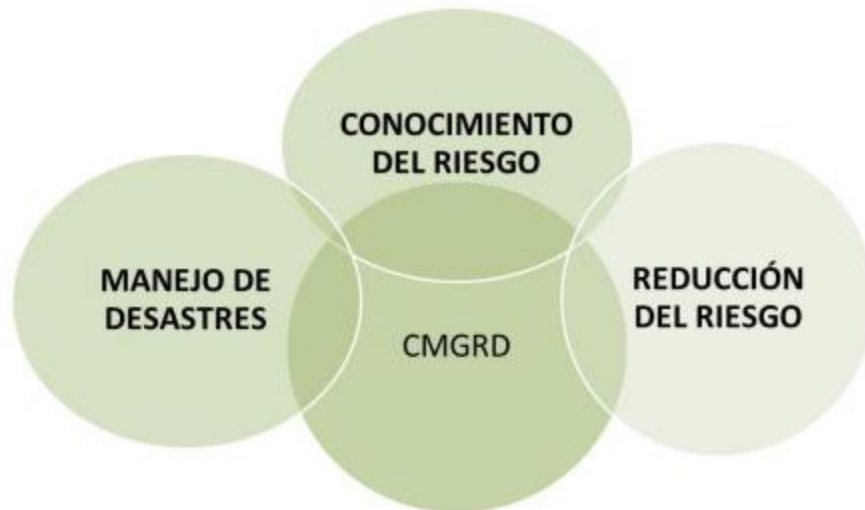 CONOCIMIENTO
DEL RIESGO
MANEJO DE
DESASTRES
REDUCCIÓN
DEL RIESGO
CMGRD